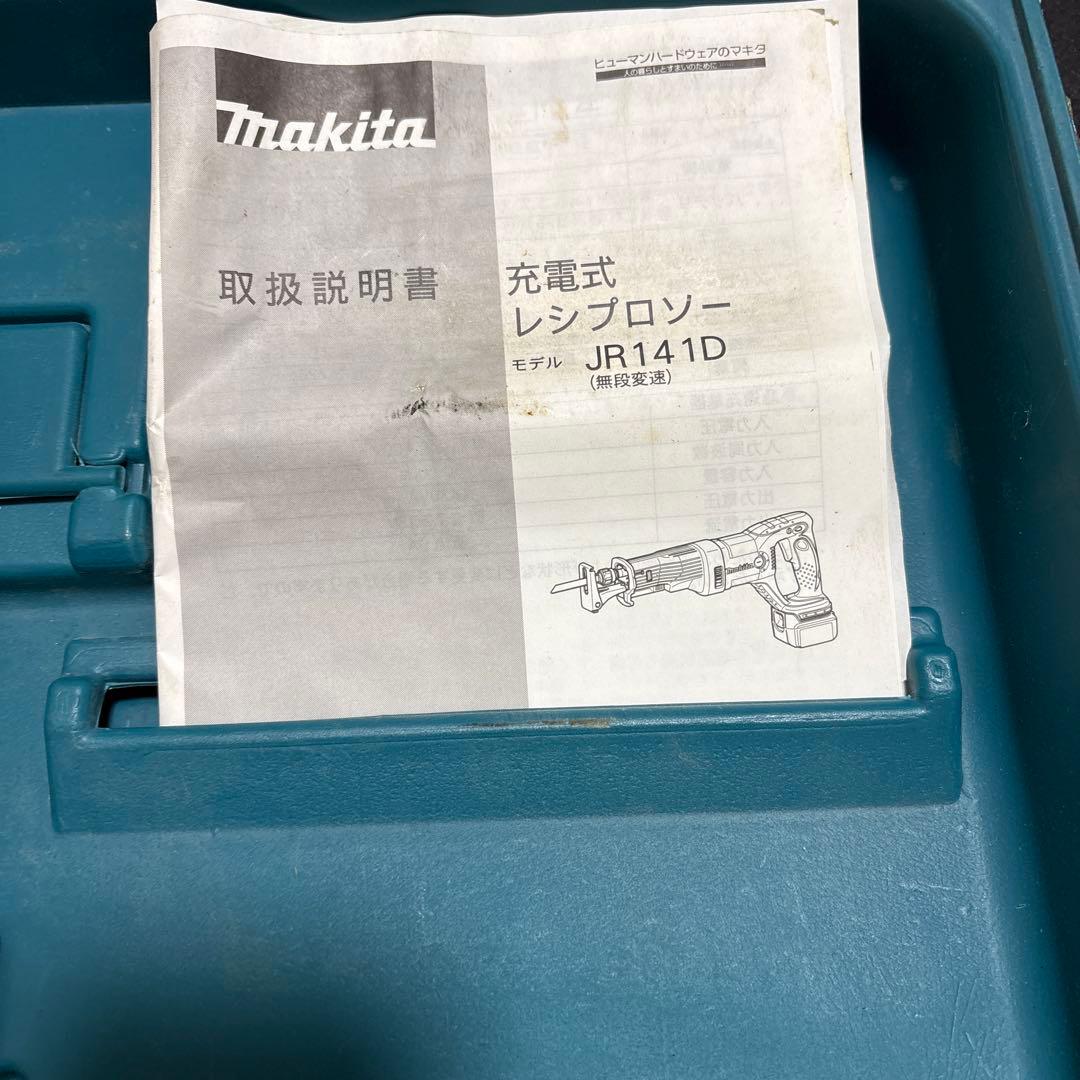 ヒューマンハードウェアのマキタ
人の暮らしとすまいのために……
makita
取扱説明書
充電式
レシプロソー
モデル JR141D
(無段変速)
makita